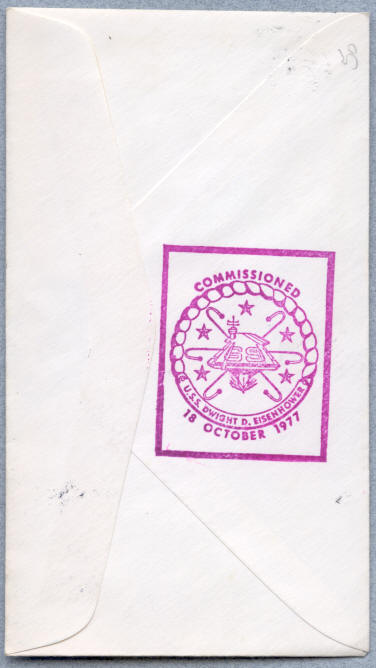 COMMISSIONED
69
U.S.S. DWIGHT D. EISENHOWER
18 OCTOBER 1977